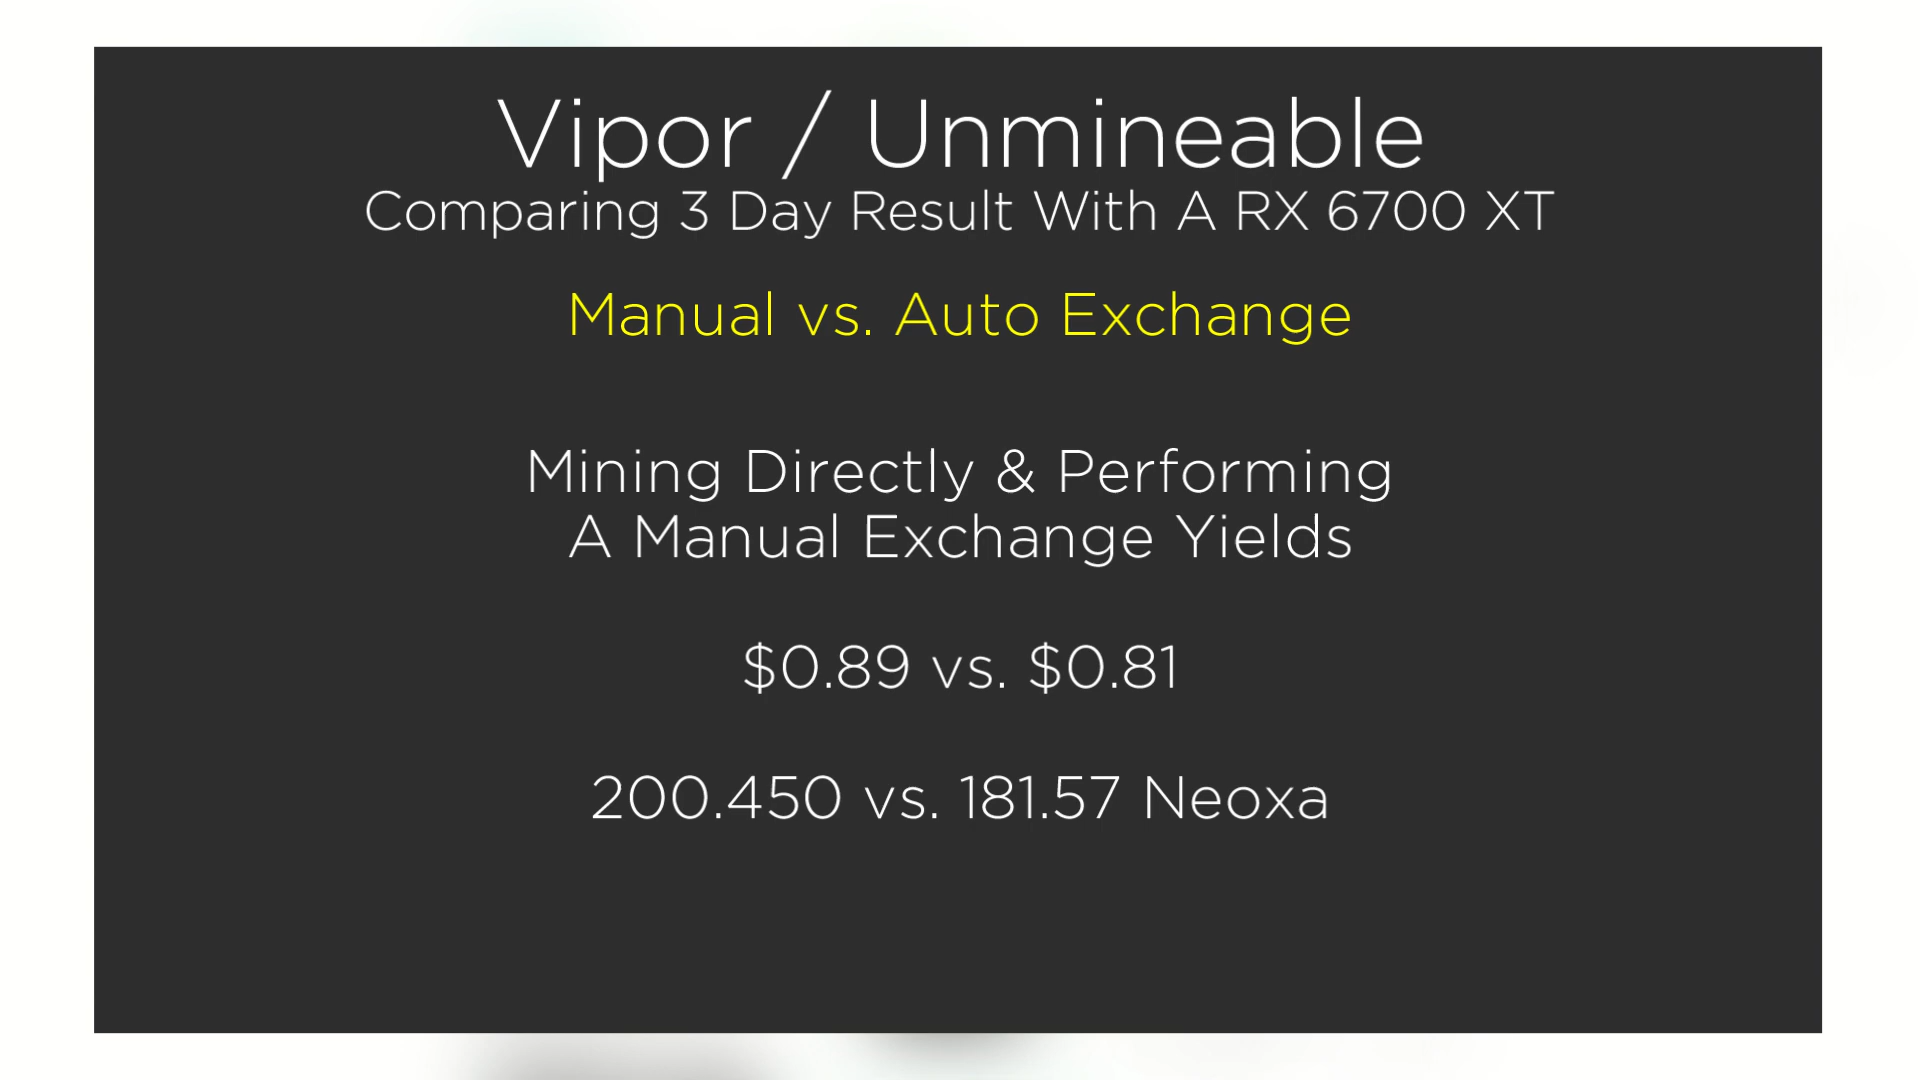 Vipor / Unmineable
Comparing 3 Day Result With A RX 6700 XT
Manual vs. Auto Exchange
Mining Directly & Performing
A Manual Exchange Yields
$0.89 vs. $0.81
200.450 vs. 181.57 Neoxa